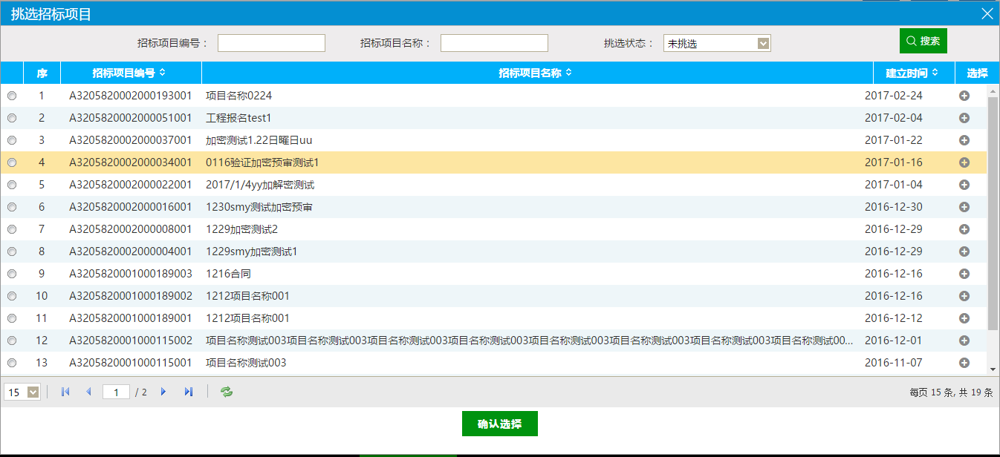 挑选招标项目
招标项目编号： 招标项目名称： 挑选状态： 未挑选 搜索
序 招标项目编号 招标项目名称 建立时间 选择
1 A3205820002000193001 项目名称0224 2017-02-24
2 A3205820002000051001 工程报名test1 2017-02-04
3 A3205820002000037001 加密测试1.22日曜日uu 2017-01-22
4 A3205820002000034001 0116验证加密预审测试1 2017-01-16
5 A3205820002000022001 2017/1/4yy加解密测试 2017-01-04
6 A3205820002000016001 1230smy测试加密预审 2016-12-30
7 A3205820002000008001 1229加密测试2 2016-12-29
8 A3205820002000004001 1229smy加密测试1 2016-12-29
9 A3205820001000189003 1216合同 2016-12-16
10 A3205820001000189002 1212项目名称001 2016-12-16
11 A3205820001000189001 1212项目名称001 2016-12-12
12 A3205820001000115002 项目名称测试003项目名称测试003项目名称测试003项目名称测试003项目名称测试003项目名称测试003项目名称测试003项目名称测试00... 2016-12-01
13 A3205820001000115001 项目名称测试003 2016-11-07
15 1 / 2 每页 15 条, 共 19 条
确认选择